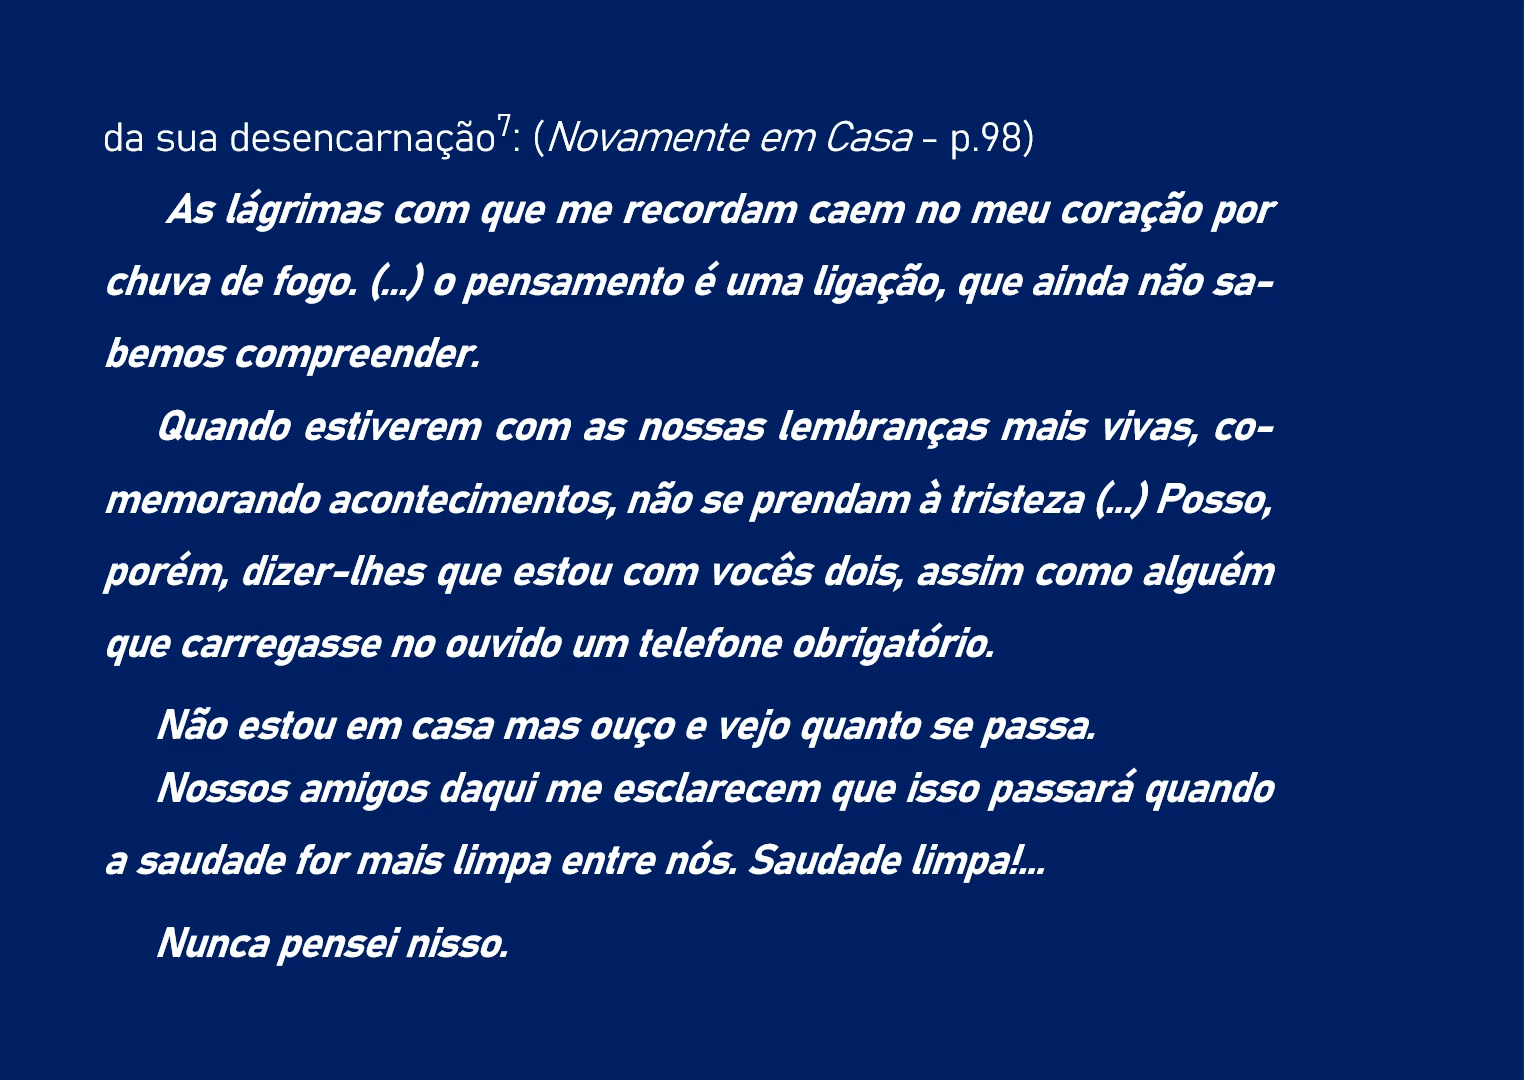 da sua desencarnação⁷: (Novamente em Casa - p.98)
As lágrimas com que me recordam caem no meu coração por
chuva de fogo. (...) o pensamento é uma ligação, que ainda não sa-
bemos compreender.
Quando estiverem com as nossas lembranças mais vivas, co-
memorando acontecimentos, não se prendam à tristeza (...) Posso,
porém, dizer-lhes que estou com vocês dois, assim como alguém
que carregasse no ouvido um telefone obrigatório.
Não estou em casa mas ouço e vejo quanto se passa.
Nossos amigos daqui me esclarecem que isso passará quando
a saudade for mais limpa entre nós. Saudade limpa!...
Nunca pensei nisso.